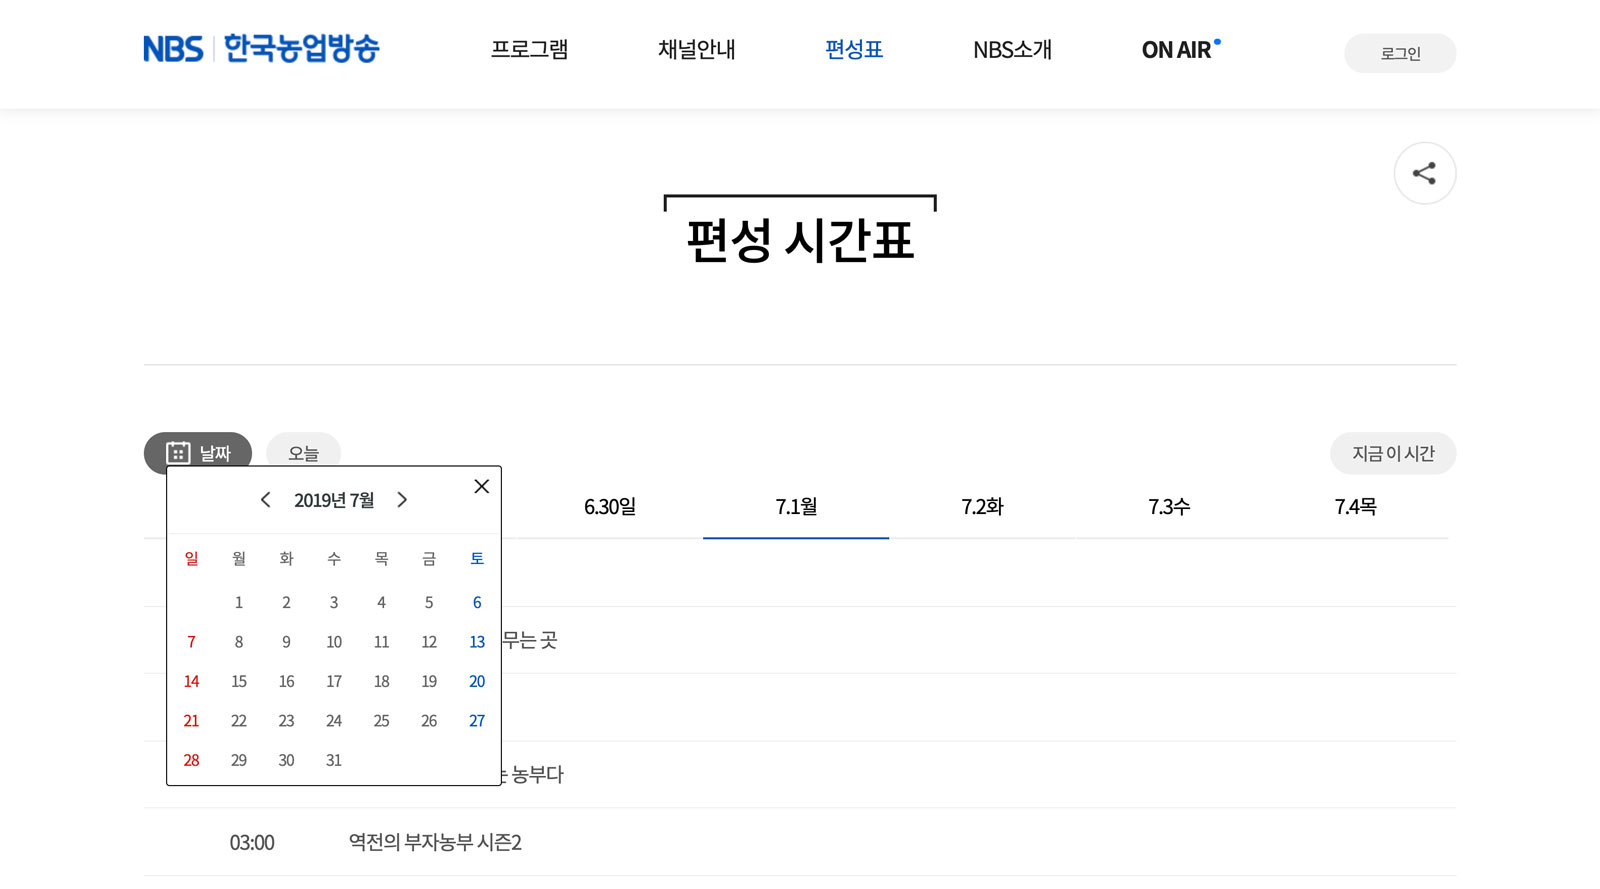 NBS 한국농업방송
프로그램
채널안내
편성표
NBS소개
ON AIR
로그인
편성 시간표
날짜
오늘
지금 이 시간
2019년 7월
6.30일
7.1월
7.2화
7.3수
7.4목
일 월 화 수 목 금 토
1 2 3 4 5 6
7 8 9 10 11 12 13
14 15 16 17 18 19 20
21 22 23 24 25 26 27
28 29 30 31
무는 곳
농부다
03:00 역전의 부자농부 시즌2